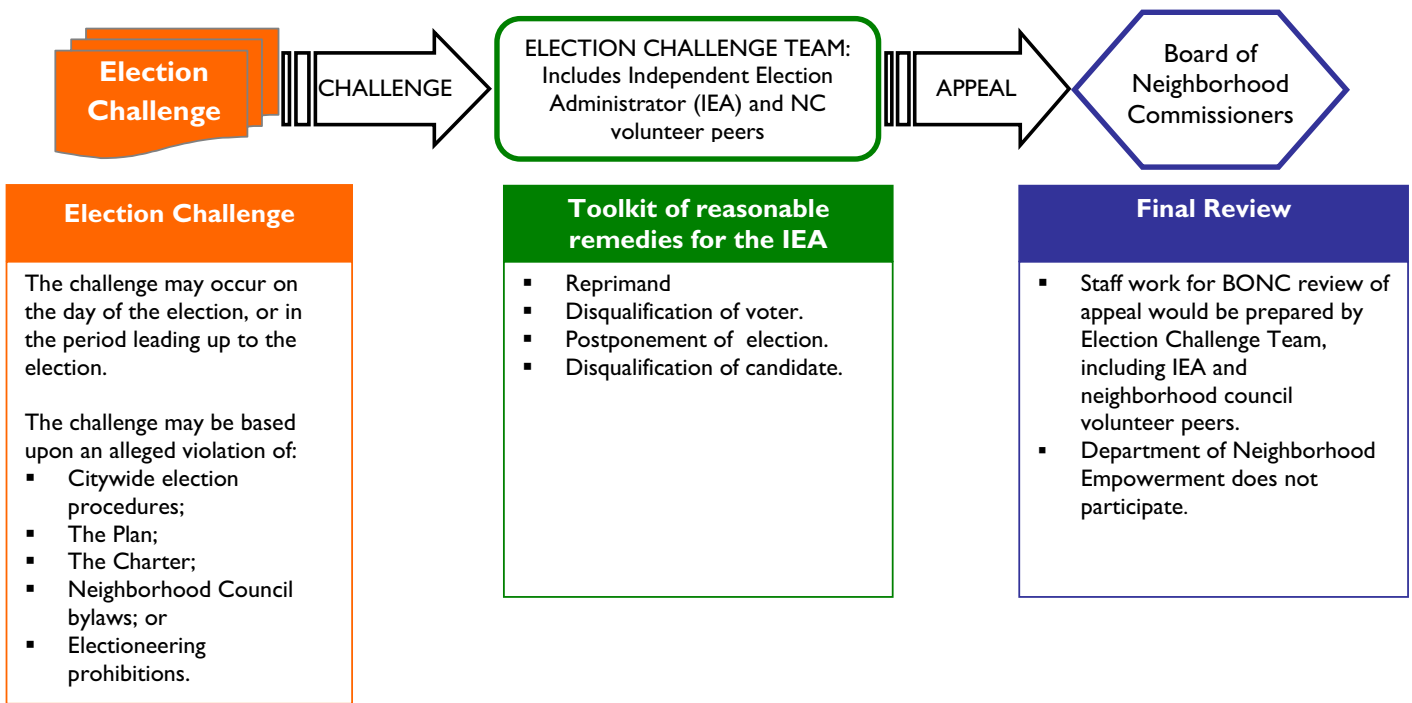 Election
Challenge
CHALLENGE
ELECTION CHALLENGE TEAM:
Includes Independent Election
Administrator (IEA) and NC
volunteer peers
APPEAL
Board of
Neighborhood
Commissioners
Election Challenge
The challenge may occur on
the day of the election, or in
the period leading up to the
election.
The challenge may be based
upon an alleged violation of:
▪ Citywide election
procedures;
▪ The Plan;
▪ The Charter;
▪ Neighborhood Council
bylaws; or
▪ Electioneering
prohibitions.
Toolkit of reasonable
remedies for the IEA
▪ Reprimand
▪ Disqualification of voter.
▪ Postponement of election.
▪ Disqualification of candidate.
Final Review
▪ Staff work for BONC review of
appeal would be prepared by
Election Challenge Team,
including IEA and
neighborhood council
volunteer peers.
▪ Department of Neighborhood
Empowerment does not
participate.